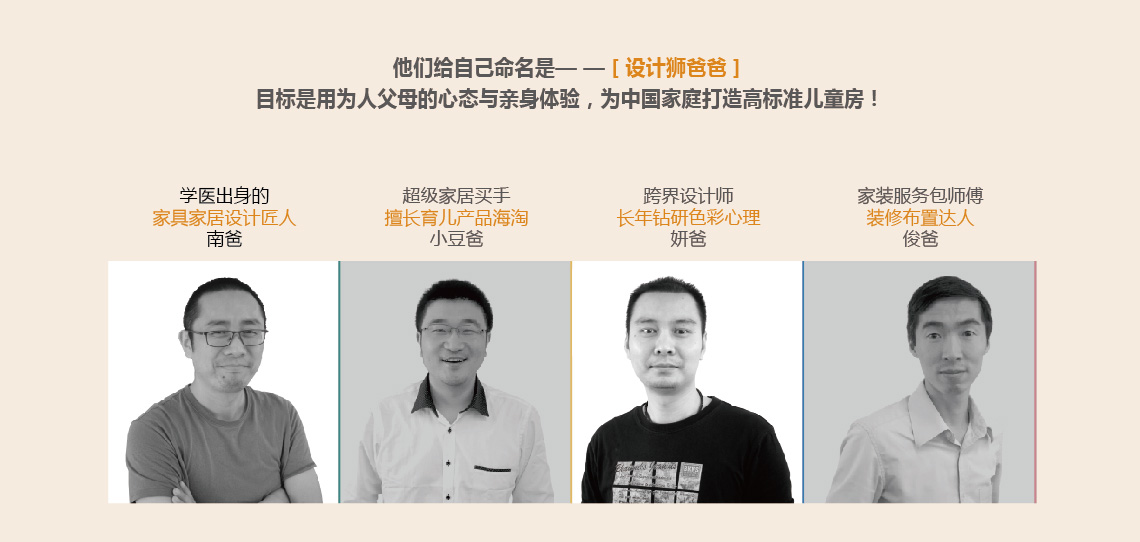 他们给自己命名是— —[ 设计狮爸爸 ]
目标是用为人父母的心态与亲身体验，为中国家庭打造高标准儿童房！
学医出身的
家具家居设计匠人
南爸
超级家居买手
擅长育儿产品海淘
小豆爸
跨界设计师
长年钻研色彩心理
妍爸
家装服务包师傅
装修布置达人
俊爸